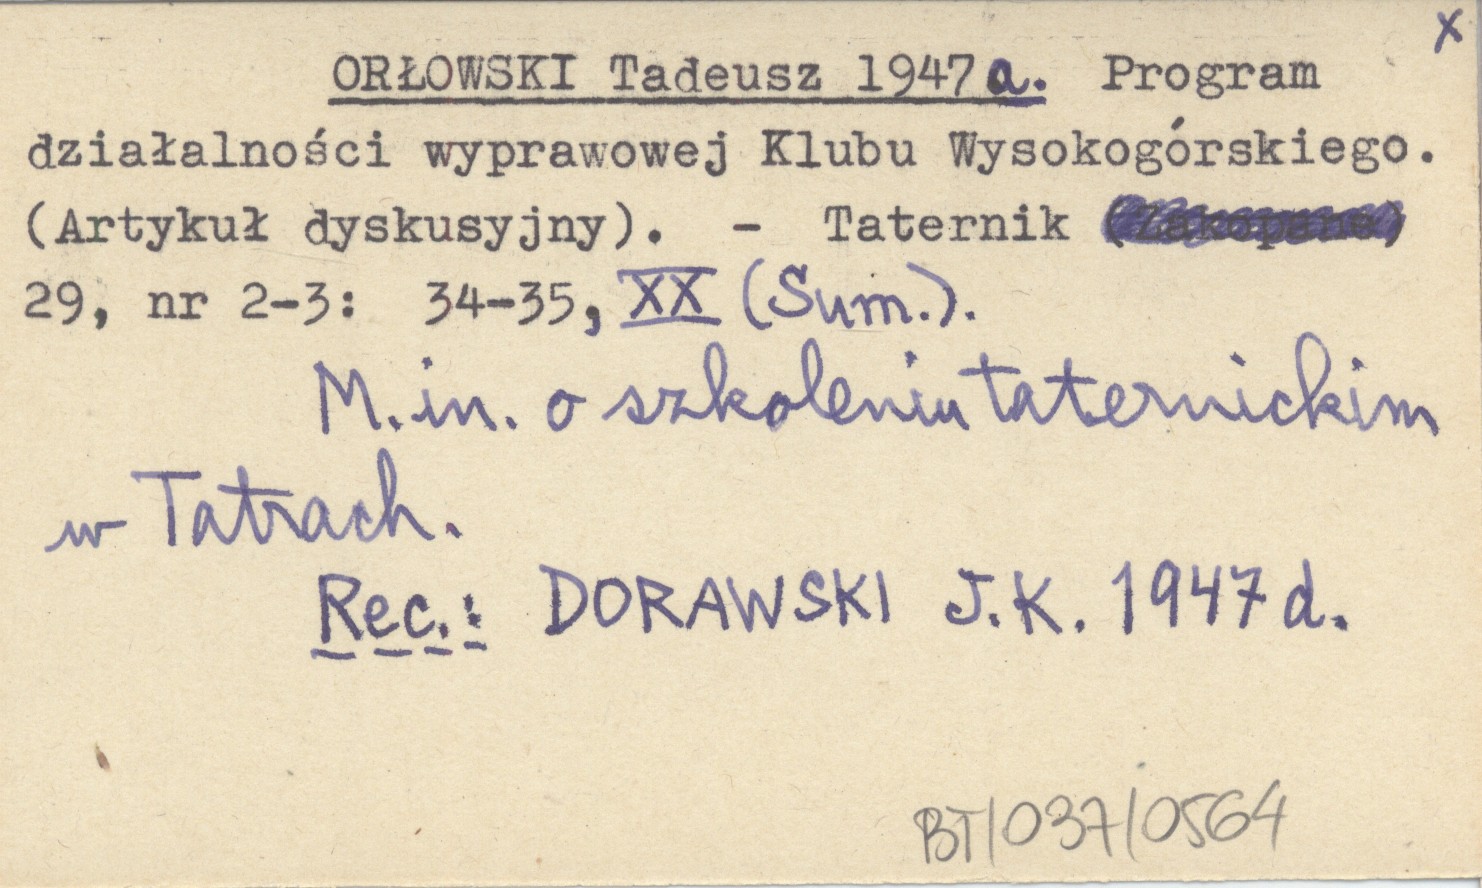 x
ORŁOWSKI Tadeusz 1947a. Program
działalności wyprawowej Klubu Wysokogórskiego.
(Artykuł dyskusyjny). - Taternik (Zakopane)
29, nr 2-3: 34-35, XX (Sum.).
M. in. o szkoleniu taternickim
w Tatrach.
Rec.: DORAWSKI J.K. 1947d.
BT/037/0564